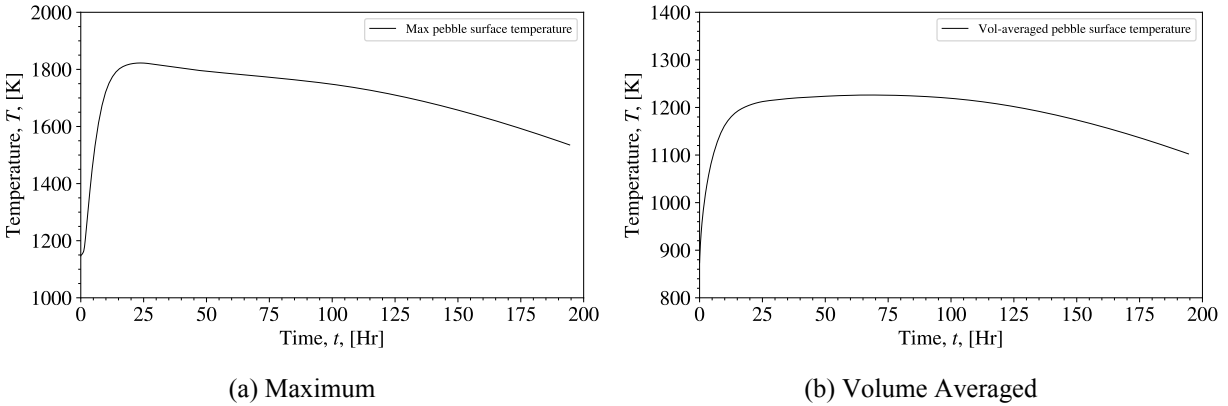 2000
1800
1600
1400
1200
1000
Temperature, T, [K]
Max pebble surface temperature
0 25 50 75 100 125 150 175 200
Time, t, [Hr]
(a) Maximum
1400
1300
1200
1100
1000
900
800
Temperature, T, [K]
Vol-averaged pebble surface temperature
0 25 50 75 100 125 150 175 200
Time, t, [Hr]
(b) Volume Averaged